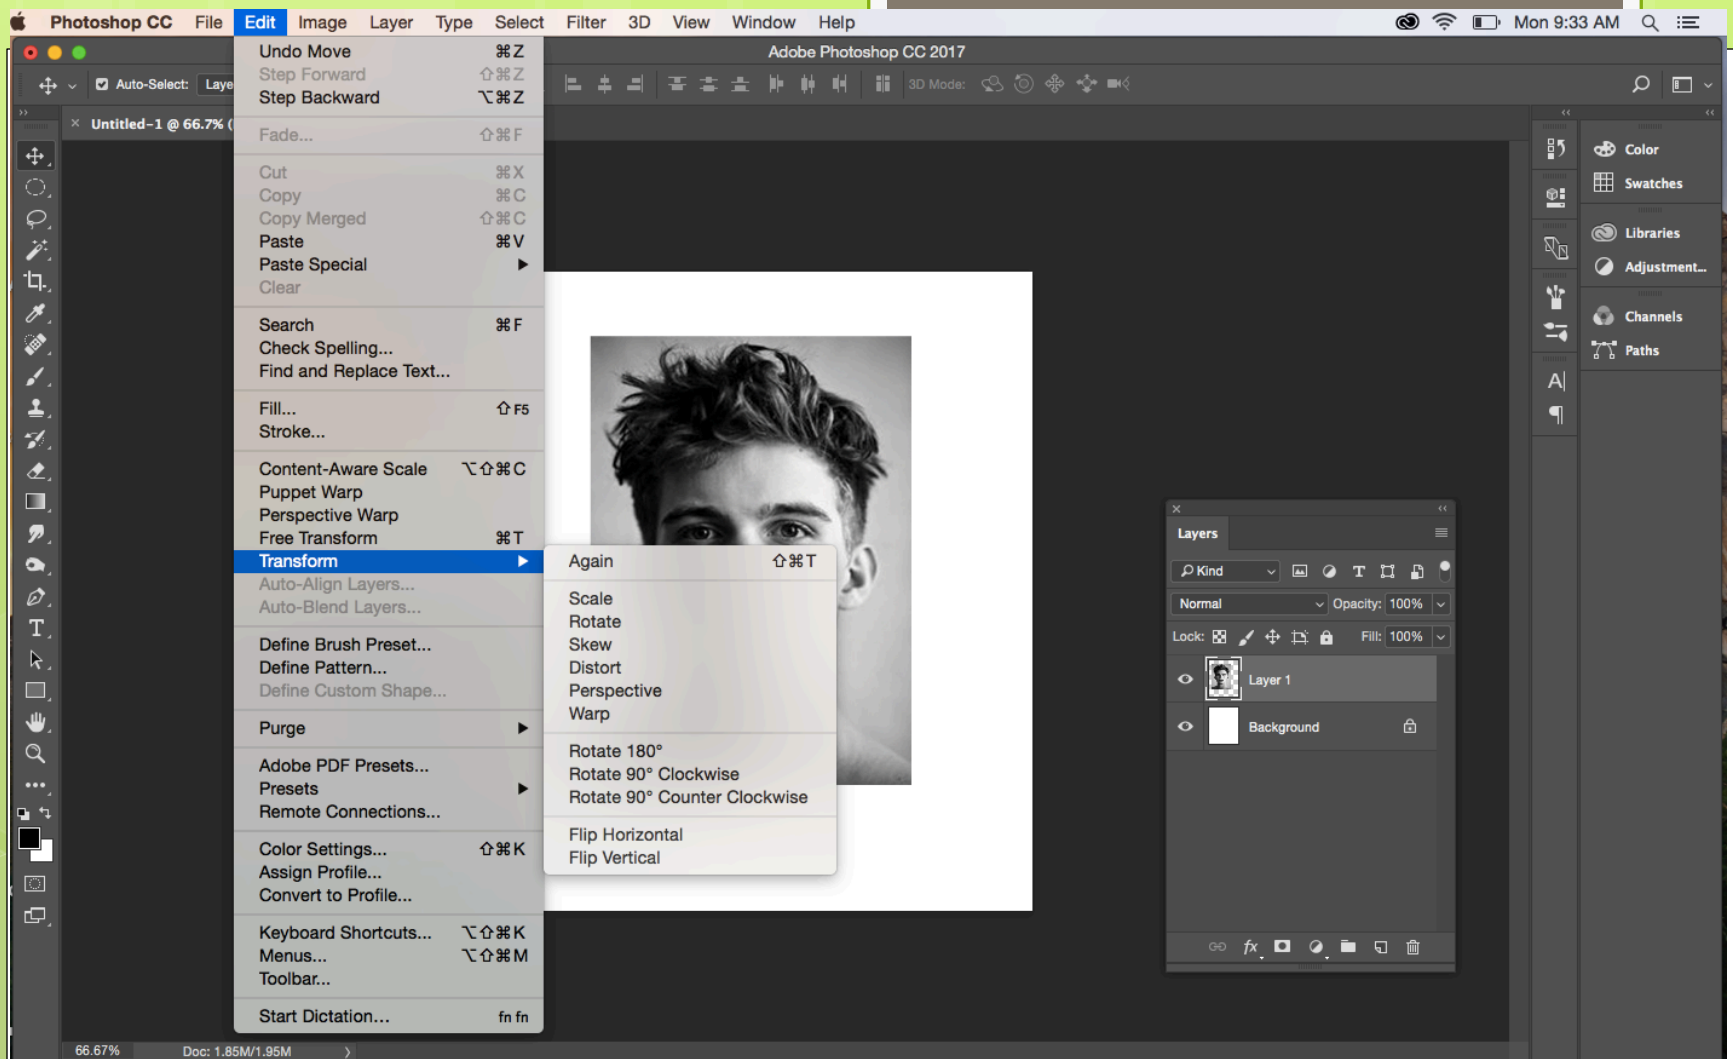 Photoshop CC File Edit Image Layer Type Select Filter 3D View Window Help Mon 9:33 AM
Adobe Photoshop CC 2017
Auto-Select: Laye 3D Mode:
× Untitled-1 @ 66.7% (
Undo Move ⌘Z
Step Forward ⇧⌘Z
Step Backward ⌥⌘Z
Fade... ⇧⌘F
Cut ⌘X
Copy ⌘C
Copy Merged ⇧⌘C
Paste ⌘V
Paste Special
Clear
Search ⌘F
Check Spelling...
Find and Replace Text...
Fill... ⇧F5
Stroke...
Content-Aware Scale ⌥⇧⌘C
Puppet Warp
Perspective Warp
Free Transform ⌘T
Transform
Auto-Align Layers...
Auto-Blend Layers...
Define Brush Preset...
Define Pattern...
Define Custom Shape...
Purge
Adobe PDF Presets...
Presets
Remote Connections...
Color Settings... ⇧⌘K
Assign Profile...
Convert to Profile...
Keyboard Shortcuts... ⌥⇧⌘K
Menus... ⌥⇧⌘M
Toolbar...
Start Dictation... fn fn
Again ⇧⌘T
Scale
Rotate
Skew
Distort
Perspective
Warp
Rotate 180°
Rotate 90° Clockwise
Rotate 90° Counter Clockwise
Flip Horizontal
Flip Vertical
Color
Swatches
Libraries
Adjustment...
Channels
Paths
Layers
Kind
Normal Opacity: 100%
Lock: Fill: 100%
Layer 1
Background
fx
66.67% Doc: 1.85M/1.95M